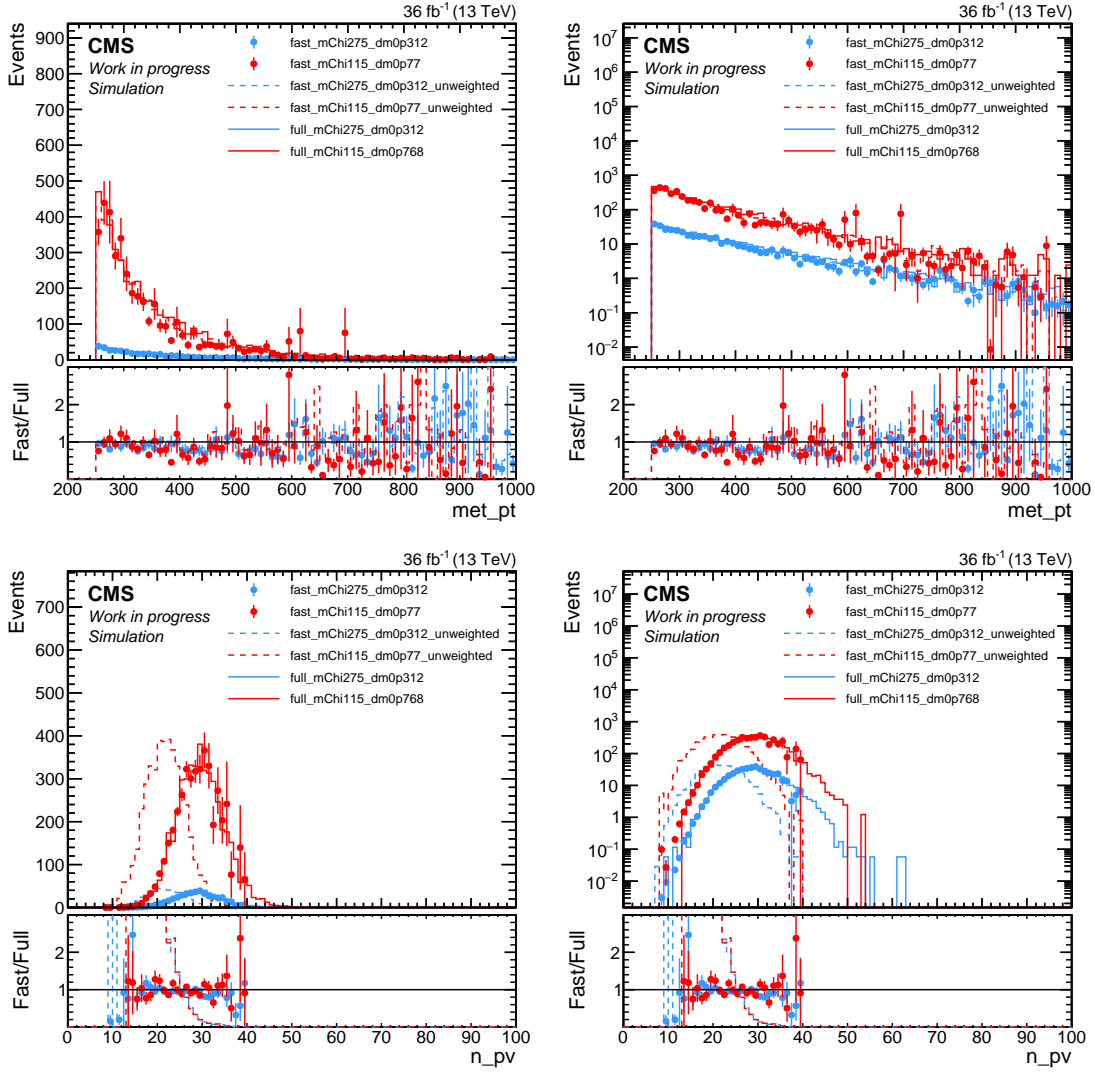 36 fb⁻¹ (13 TeV)
Events
900
800
700
600
500
400
300
200
100
0
CMS
Work in progress
Simulation
fast_mChi275_dm0p312
fast_mChi115_dm0p77
fast_mChi275_dm0p312_unweighted
fast_mChi115_dm0p77_unweighted
full_mChi275_dm0p312
full_mChi115_dm0p768
Fast/Full
2
1
200 300 400 500 600 700 800 900 1000
met_pt
36 fb⁻¹ (13 TeV)
Events
10⁷
10⁶
10⁵
10⁴
10³
10²
10
1
10⁻¹
10⁻²
CMS
Work in progress
Simulation
fast_mChi275_dm0p312
fast_mChi115_dm0p77
fast_mChi275_dm0p312_unweighted
fast_mChi115_dm0p77_unweighted
full_mChi275_dm0p312
full_mChi115_dm0p768
Fast/Full
2
1
200 300 400 500 600 700 800 900 1000
met_pt
36 fb⁻¹ (13 TeV)
Events
700
600
500
400
300
200
100
0
CMS
Work in progress
Simulation
fast_mChi275_dm0p312
fast_mChi115_dm0p77
fast_mChi275_dm0p312_unweighted
fast_mChi115_dm0p77_unweighted
full_mChi275_dm0p312
full_mChi115_dm0p768
Fast/Full
2
1
0 10 20 30 40 50 60 70 80 90 100
n_pv
36 fb⁻¹ (13 TeV)
Events
10⁷
10⁶
10⁵
10⁴
10³
10²
10
1
10⁻¹
10⁻²
CMS
Work in progress
Simulation
fast_mChi275_dm0p312
fast_mChi115_dm0p77
fast_mChi275_dm0p312_unweighted
fast_mChi115_dm0p77_unweighted
full_mChi275_dm0p312
full_mChi115_dm0p768
Fast/Full
2
1
0 10 20 30 40 50 60 70 80 90 100
n_pv